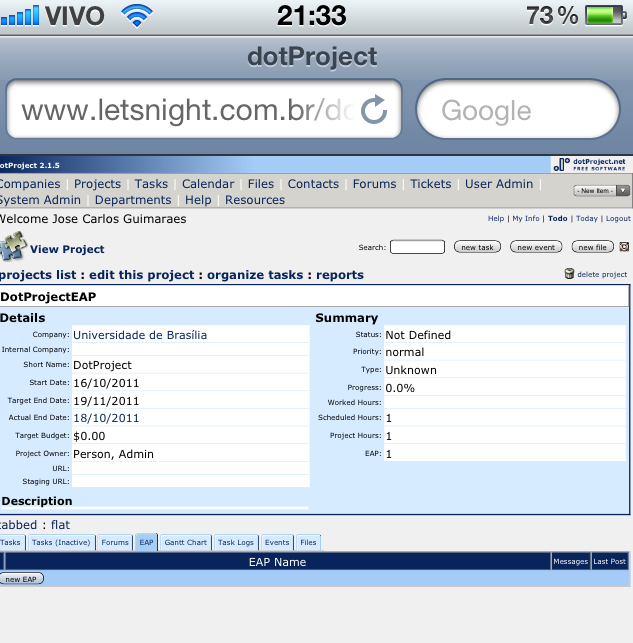 VIVO 21:33 73%
dotProject
www.letsnight.com.br/do Google
otProject 2.1.5 dotProject.net
FREE SOFTWARE
Companies | Projects | Tasks | Calendar | Files | Contacts | Forums | Tickets | User Admin |
System Admin | Departments | Help | Resources
- New Item -
Welcome Jose Carlos Guimaraes Help | My Info | Todo | Today | Logout
View Project Search: new task new event new file
projects list : edit this project : organize tasks : reports delete project
DotProjectEAP
Details
Company: Universidade de Brasília
Internal Company:
Short Name: DotProject
Start Date: 16/10/2011
Target End Date: 19/11/2011
Actual End Date: 18/10/2011
Target Budget: $0.00
Project Owner: Person, Admin
URL:
Staging URL:
Summary
Status: Not Defined
Priority: normal
Type: Unknown
Progress: 0.0%
Worked Hours:
Scheduled Hours: 1
Project Hours: 1
EAP: 1
Description
tabbed : flat
Tasks Tasks (Inactive) Forums EAP Gantt Chart Task Logs Events Files
EAP Name Messages Last Post
new EAP